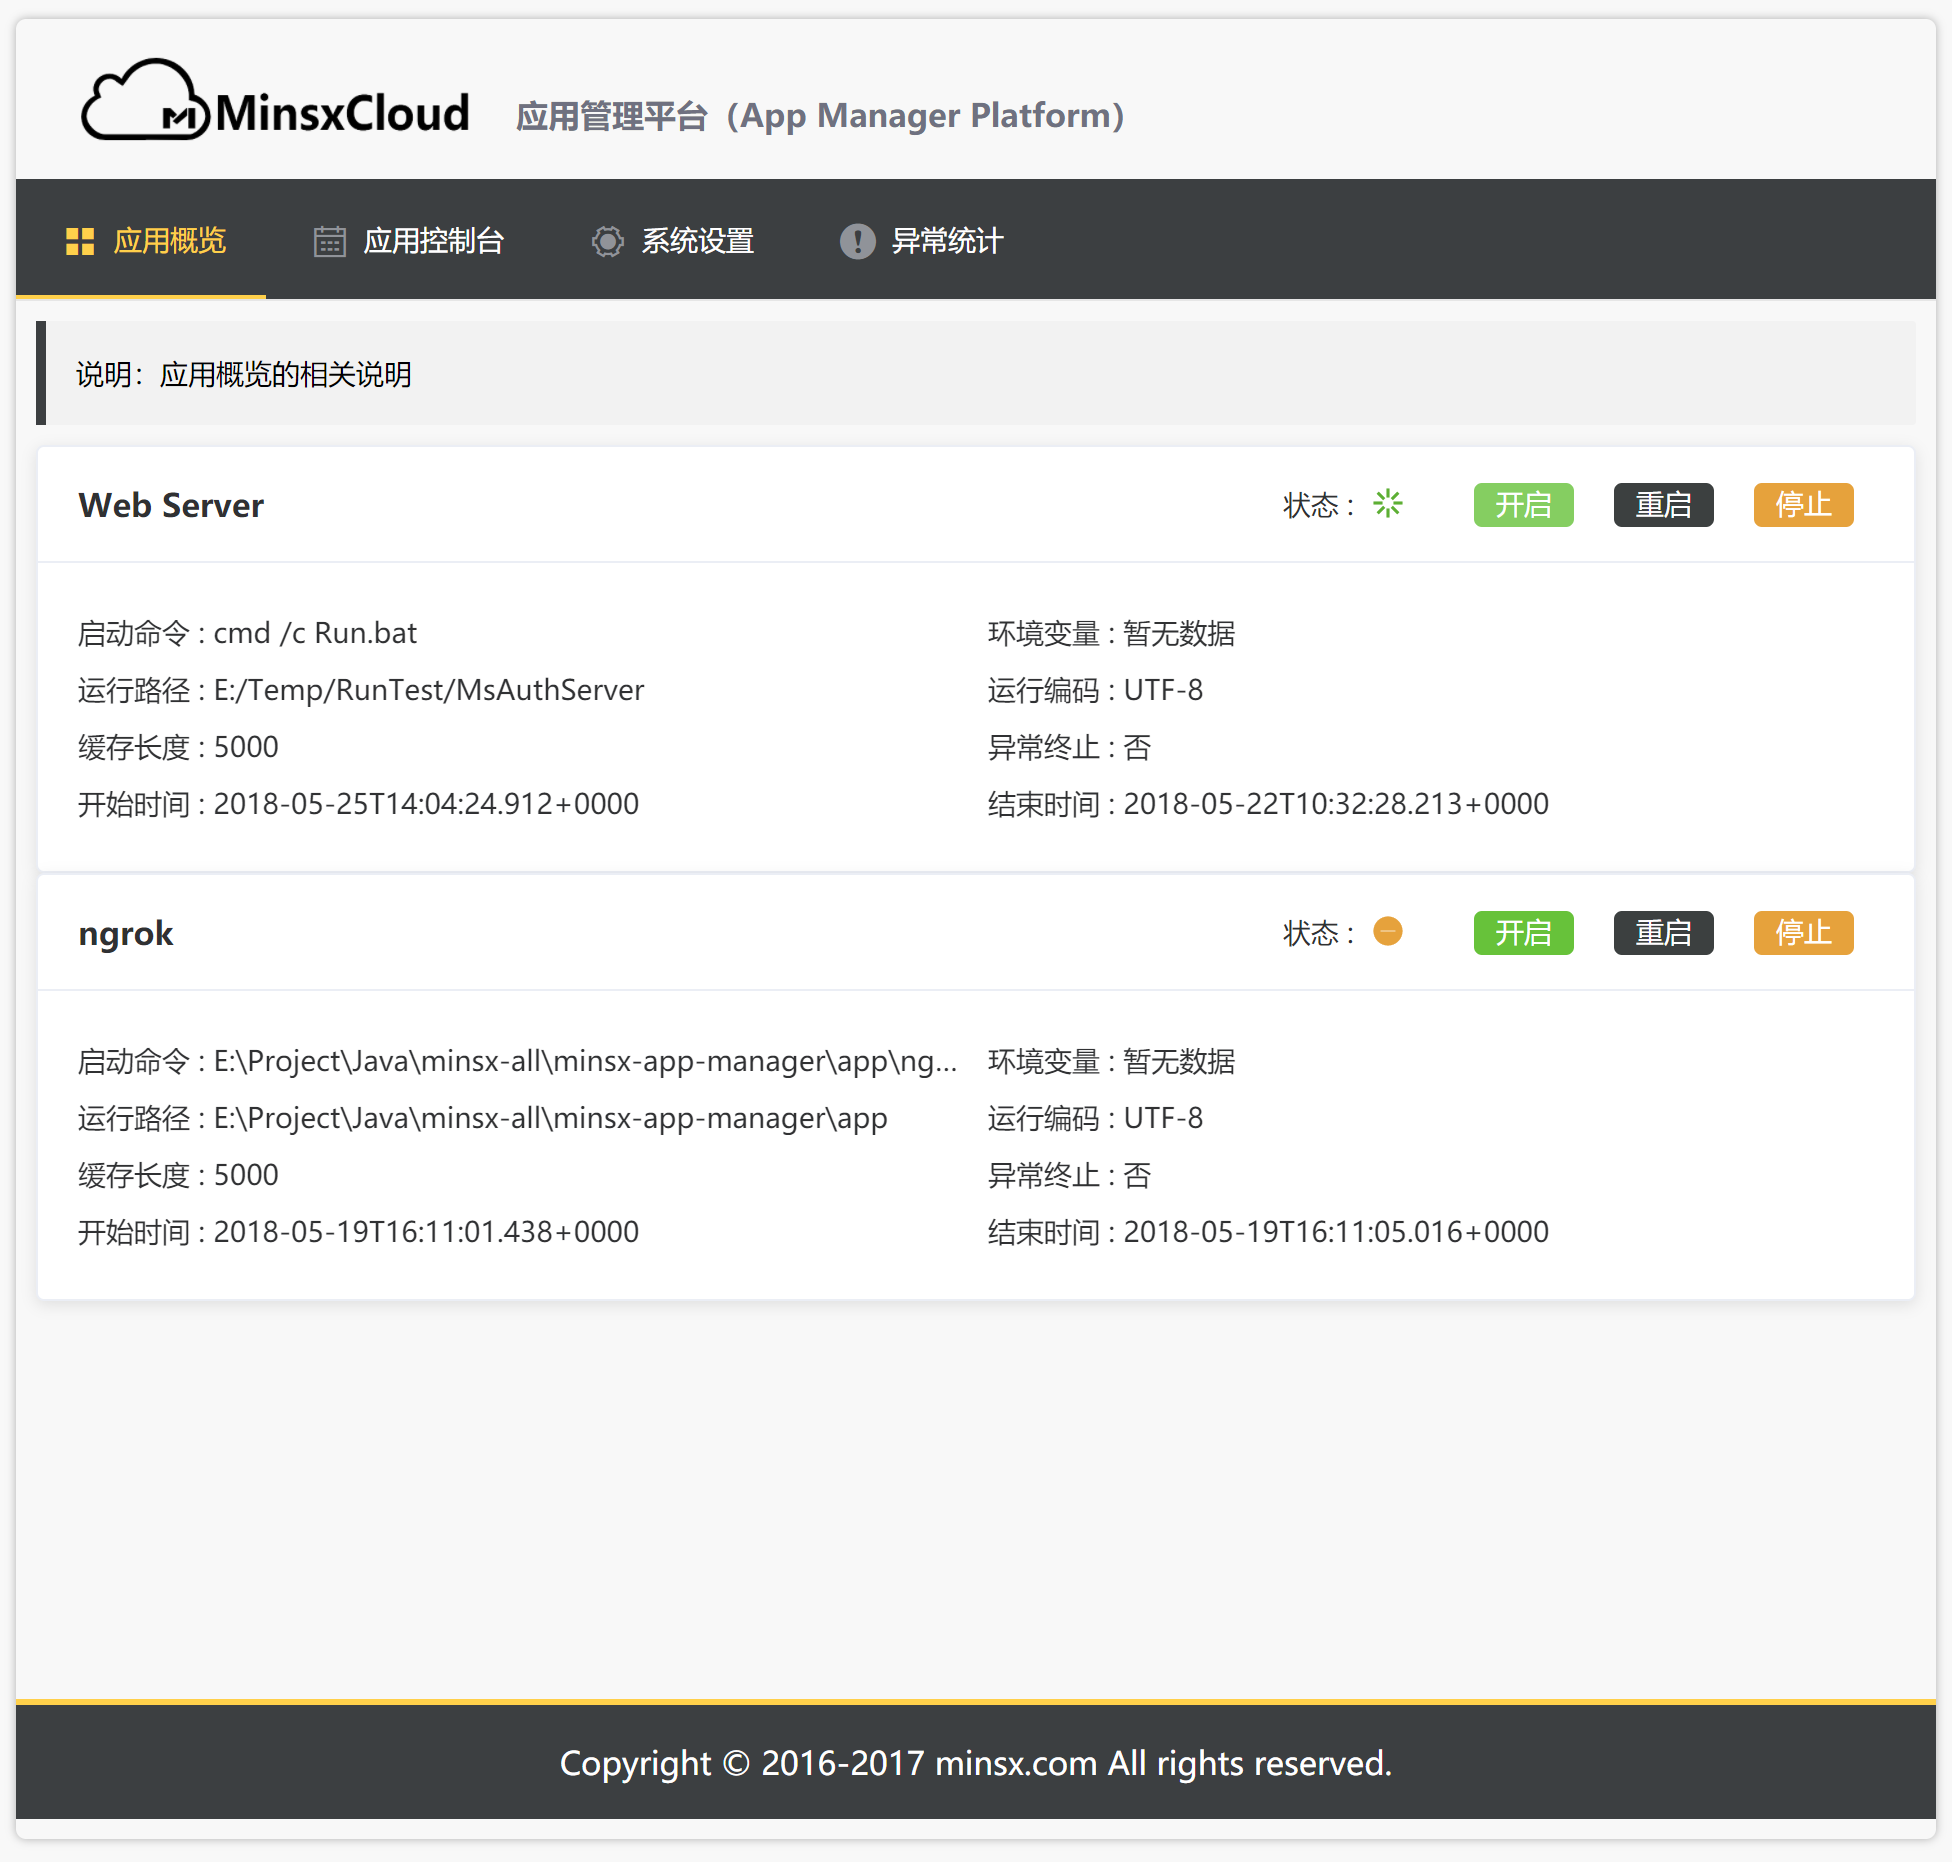 MinsxCloud 应用管理平台（App Manager Platform）
应用概览 应用控制台 系统设置 异常统计
说明：应用概览的相关说明
Web Server 状态 : 开启 重启 停止
启动命令 : cmd /c Run.bat 环境变量 : 暂无数据
运行路径 : E:/Temp/RunTest/MsAuthServer 运行编码 : UTF-8
缓存长度 : 5000 异常终止 : 否
开始时间 : 2018-05-25T14:04:24.912+0000 结束时间 : 2018-05-22T10:32:28.213+0000
ngrok 状态 : 开启 重启 停止
启动命令 : E:\Project\Java\minsx-all\minsx-app-manager\app\ng... 环境变量 : 暂无数据
运行路径 : E:\Project\Java\minsx-all\minsx-app-manager\app 运行编码 : UTF-8
缓存长度 : 5000 异常终止 : 否
开始时间 : 2018-05-19T16:11:01.438+0000 结束时间 : 2018-05-19T16:11:05.016+0000
Copyright © 2016-2017 minsx.com All rights reserved.